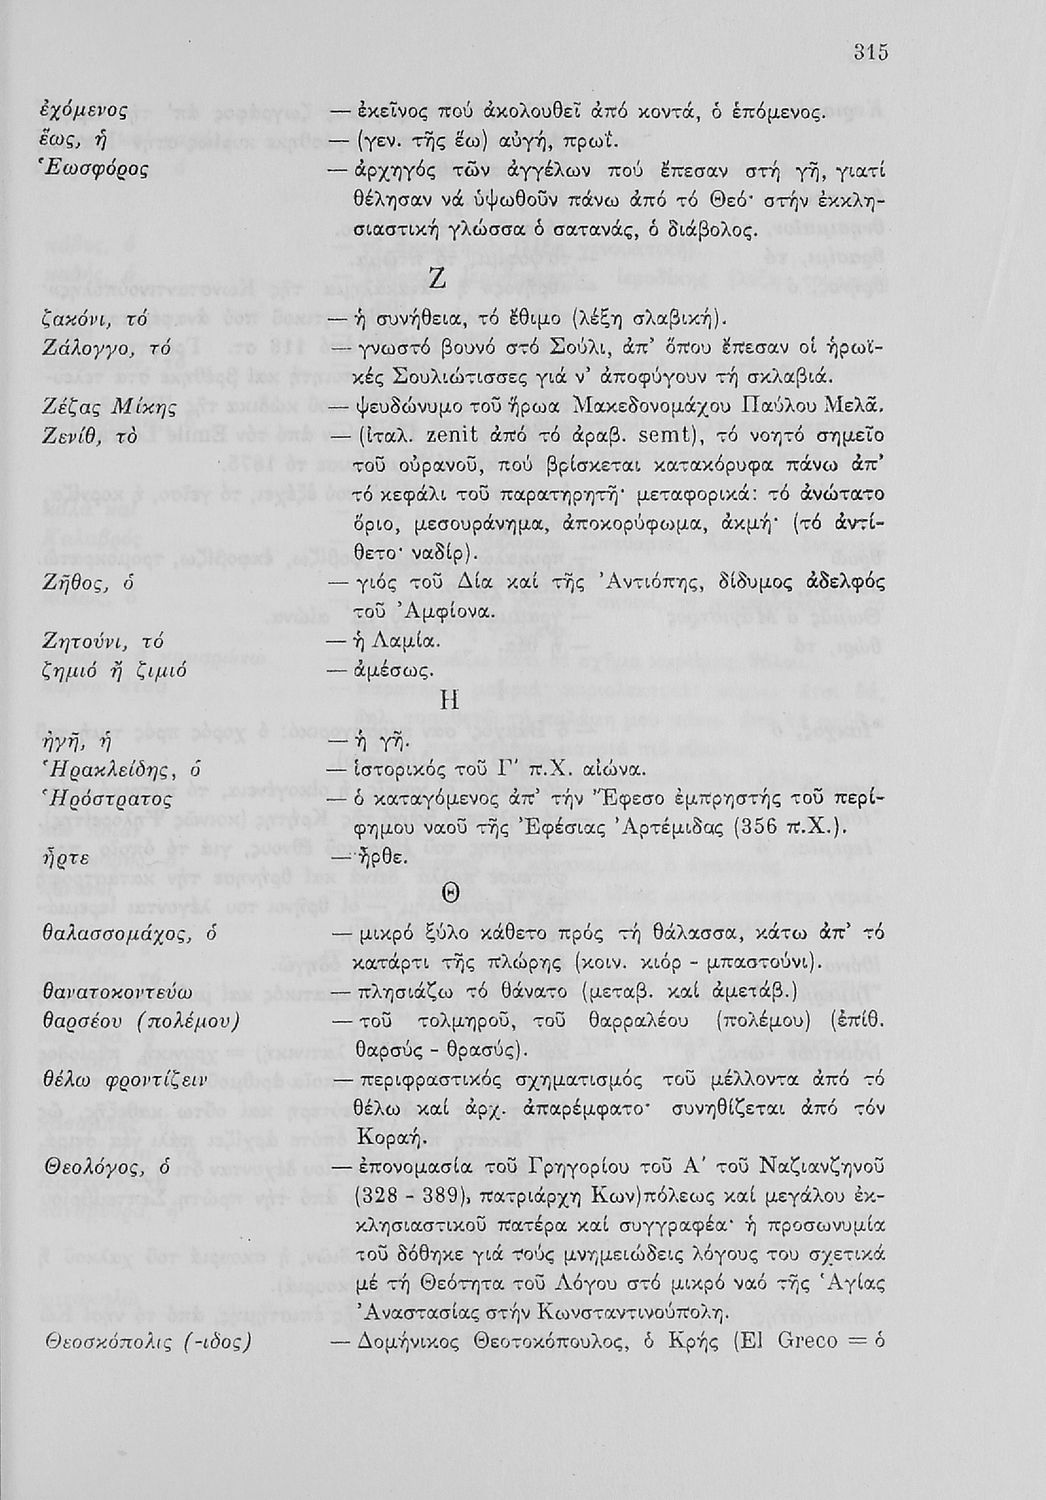 315
ἐχόμενος — ἐκεῖνος πού ἀκολουθεῖ ἀπό κοντά, ὁ ἑπόμενος.
ἕως, ἡ — (γεν. τῆς ἕω) αὐγή, πρωΐ.
Ἑωσφόρος — ἀρχηγός τῶν ἀγγέλων πού ἔπεσαν στή γῆ, γιατί
θέλησαν νά ὑψωθοῦν πάνω ἀπό τό Θεό· στήν ἐκκλη-
σιαστική γλώσσα ὁ σατανάς, ὁ διάβολος.
Ζ
ζακόνι, τό — ἡ συνήθεια, τό ἔθιμο (λέξη σλαβική).
Ζάλογγο, τό — γνωστό βουνό στό Σούλι, ἀπ' ὅπου ἔπεσαν οἱ ἡρωϊ-
κές Σουλιώτισσες γιά ν' ἀποφύγουν τή σκλαβιά.
Ζέζας Μίκης — ψευδώνυμο τοῦ ἥρωα Μακεδονομάχου Παύλου Μελᾶ.
Ζενίθ, τὸ — (ἰταλ. zenit ἀπό τό ἀραβ. semt), τό νοητό σημεῖο
τοῦ οὐρανοῦ, πού βρίσκεται κατακόρυφα πάνω ἀπ'
τό κεφάλι τοῦ παρατηρητῆ· μεταφορικά: τό ἀνώτατο
ὅριο, μεσουράνημα, ἀποκορύφωμα, ἀκμή· (τό ἀντί-
θετο· ναδίρ).
Ζῆθος, ὁ — γιός τοῦ Δία καί τῆς Ἀντιόπης, δίδυμος ἀδελφός
τοῦ Ἀμφίονα.
Ζητούνι, τό — ἡ Λαμία.
ζημιό ἤ ζιμιό — ἀμέσως.
Η
ἡγῆ, ἡ — ἡ γῆ.
Ἡρακλείδης, ὁ — ἱστορικός τοῦ Γ' π.Χ. αἰώνα.
Ἡρόστρατος — ὁ καταγόμενος ἀπ' τήν Ἔφεσο ἐμπρηστής τοῦ περί-
φημου ναοῦ τῆς Ἐφέσιας Ἀρτέμιδας (356 π.Χ.).
ἦρτε — ἦρθε.
Θ
θαλασσομάχος, ὁ — μικρό ξύλο κάθετο πρός τή θάλασσα, κάτω ἀπ' τό
κατάρτι τῆς πλώρης (κοιν. κιόρ - μπαστούνι).
θανατοκοντεύω — πλησιάζω τό θάνατο (μεταβ. καί ἀμετάβ.)
θαρσέου (πολέμου) — τοῦ τολμηροῦ, τοῦ θαρραλέου (πολέμου) (ἐπίθ.
θαρσύς - θρασύς).
θέλω φροντίζειν — περιφραστικός σχηματισμός τοῦ μέλλοντα ἀπό τό
θέλω καί ἀρχ. ἀπαρέμφατο· συνηθίζεται ἀπό τόν
Κοραή.
Θεολόγος, ὁ — ἐπονομασία τοῦ Γρηγορίου τοῦ Α' τοῦ Ναζιανζηνοῦ
(328 - 389), πατριάρχη Κων)πόλεως καί μεγάλου ἐκ-
κλησιαστικοῦ πατέρα καί συγγραφέα· ἡ προσωνυμία
τοῦ δόθηκε γιά τούς μνημειώδεις λόγους του σχετικά
μέ τή Θεότητα τοῦ Λόγου στό μικρό ναό τῆς Ἁγίας
Ἀναστασίας στήν Κωνσταντινούπολη.
Θεοσκόπολις (-ιδος) — Δομήνικος Θεοτοκόπουλος, ὁ Κρής (El Greco = ὁ